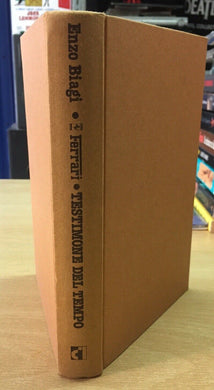 Enzo Biagi • Ferrari • TESTIMONE DEL TEMPO